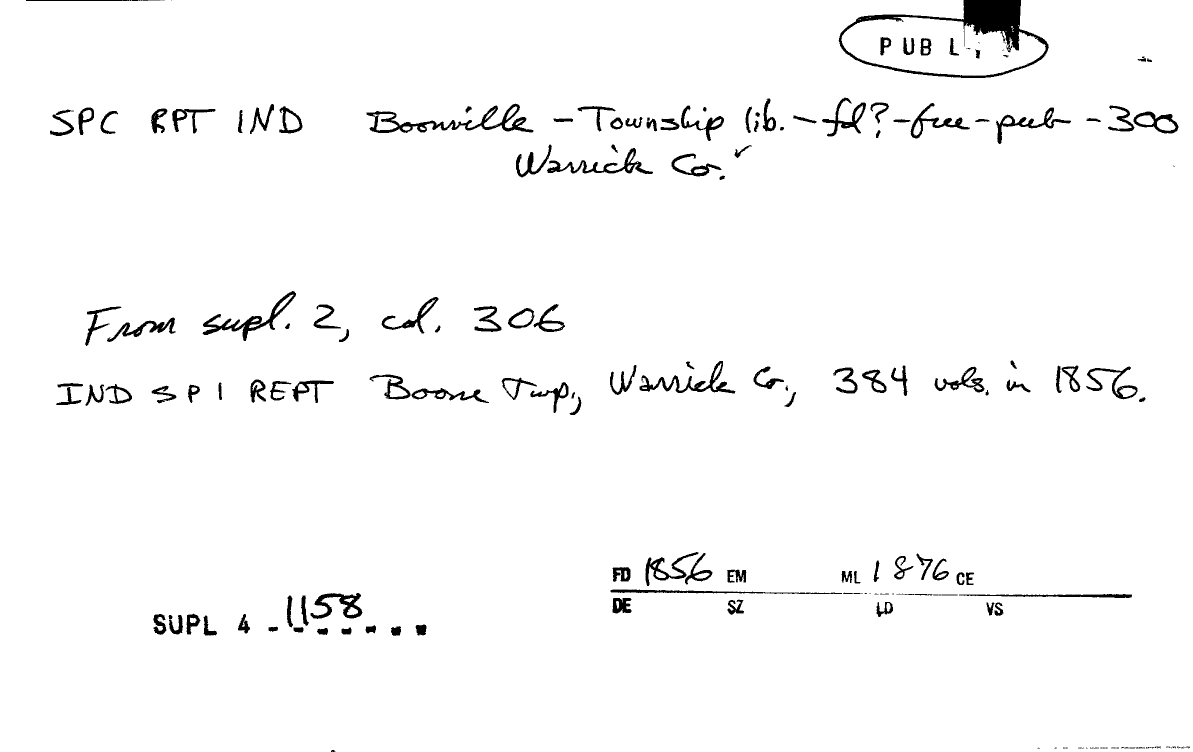 PUBL
SPC RPT IND Boonville - Township lib. - fd? - free - pub - 300
Warrick Co. ✓
From supl. 2, col. 306
IND SPI REPT Boone Twp., Warrick Co., 384 vols. in 1856.
FD 1856 EM ML 1876 CE
DE SZ LD VS
SUPL 4 - 1158